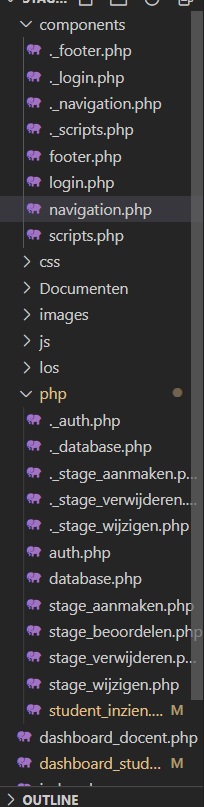 components
._footer.php
._login.php
._navigation.php
._scripts.php
footer.php
login.php
navigation.php
scripts.php
css
Documenten
images
js
los
php
._auth.php
._database.php
._stage_aanmaken.p...
._stage_verwijderen....
._stage_wijzigen.php
auth.php
database.php
stage_aanmaken.php
stage_beoordelen.php
stage_verwijderen.p...
stage_wijzigen.php
student_inzien.... M
dashboard_docent.php
dashboard_stud... M
OUTLINE